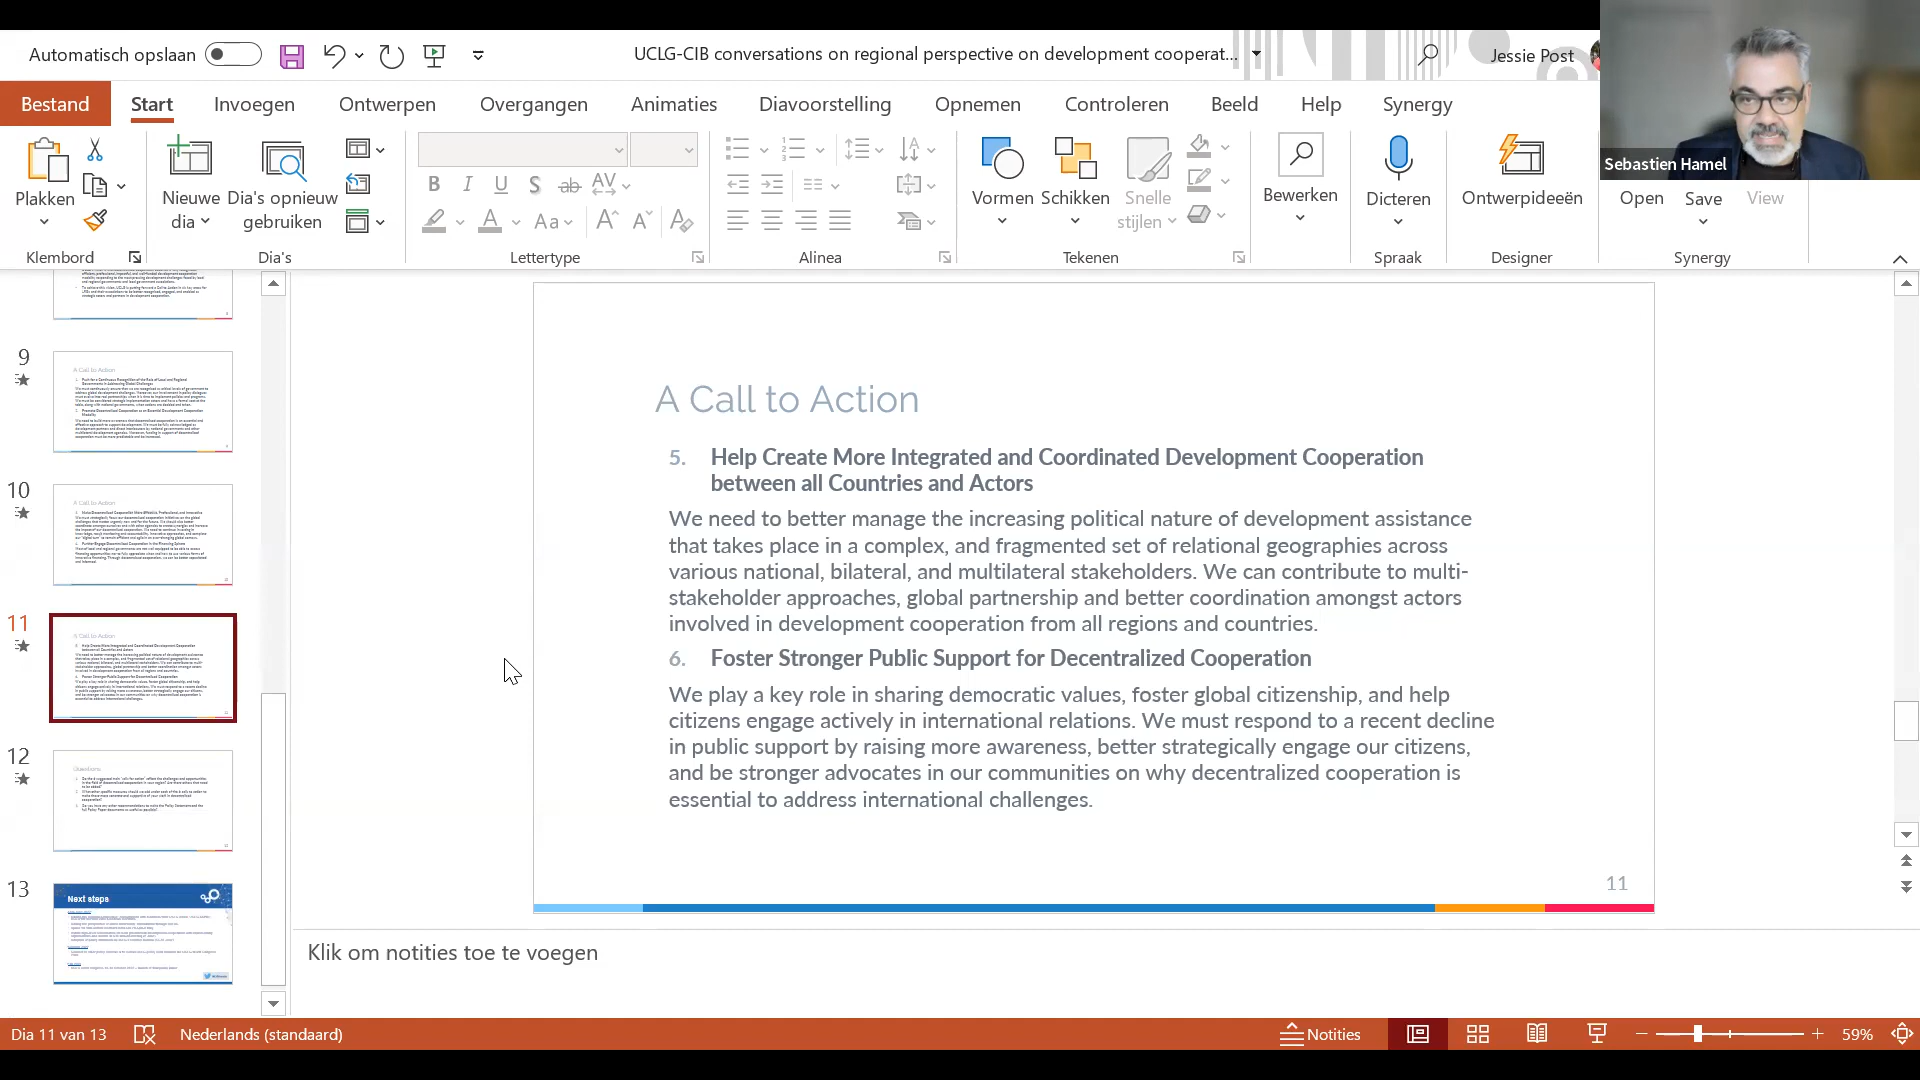 Automatisch opslaan
UCLG-CIB conversations on regional perspective on development cooperat...
Jessie Post
Sebastien Hamel
Bestand Start Invoegen Ontwerpen Overgangen Animaties Diavoorstelling Opnemen Controleren Beeld Help Synergy
Plakken
Nieuwe dia
Dia's opnieuw gebruiken
Vormen
Schikken
Snelle stijlen
Bewerken
Dicteren
Ontwerpideeën
Open
Save
View
Klembord Dia's Lettertype Alinea Tekenen Spraak Designer Synergy
9
A Call to Action
10
A Call to Action
11
A Call to Action
12
Questions
13
Next steps
A Call to Action
5. Help Create More Integrated and Coordinated Development Cooperation
between all Countries and Actors
We need to better manage the increasing political nature of development assistance
that takes place in a complex, and fragmented set of relational geographies across
various national, bilateral, and multilateral stakeholders. We can contribute to multi-
stakeholder approaches, global partnership and better coordination amongst actors
involved in development cooperation from all regions and countries.
6. Foster Stronger Public Support for Decentralized Cooperation
We play a key role in sharing democratic values, foster global citizenship, and help
citizens engage actively in international relations. We must respond to a recent decline
in public support by raising more awareness, better strategically engage our citizens,
and be stronger advocates in our communities on why decentralized cooperation is
essential to address international challenges.
11
Klik om notities toe te voegen
Dia 11 van 13 Nederlands (standaard) Notities 59%